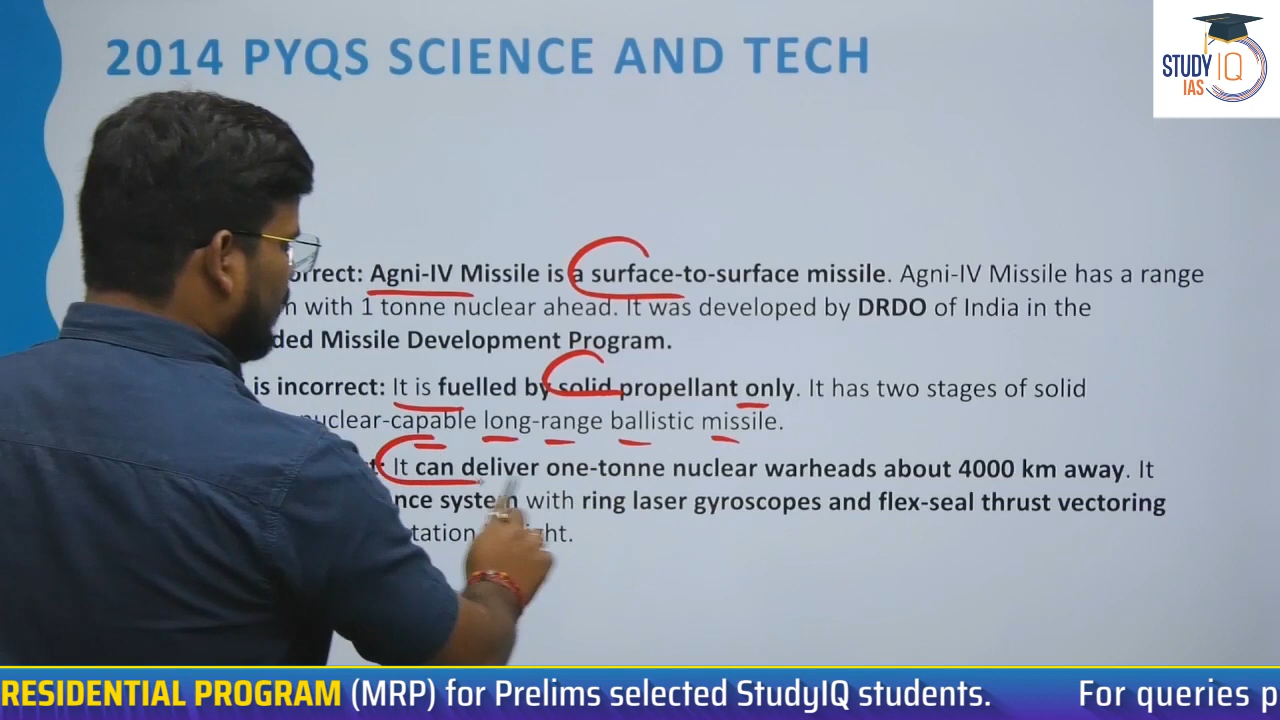 2014 PYQS SCIENCE AND TECH
STUDY IQ
IAS
orrect: Agni-IV Missile is a surface-to-surface missile. Agni-IV Missile has a range
with 1 tonne nuclear ahead. It was developed by DRDO of India in the
ded Missile Development Program.
is incorrect: It is fuelled by solid propellant only. It has two stages of solid
nuclear-capable long-range ballistic missile.
It can deliver one-tonne nuclear warheads about 4000 km away. It
nce system with ring laser gyroscopes and flex-seal thrust vectoring
tation ght.
RESIDENTIAL PROGRAM (MRP) for Prelims selected StudyIQ students. For queries p